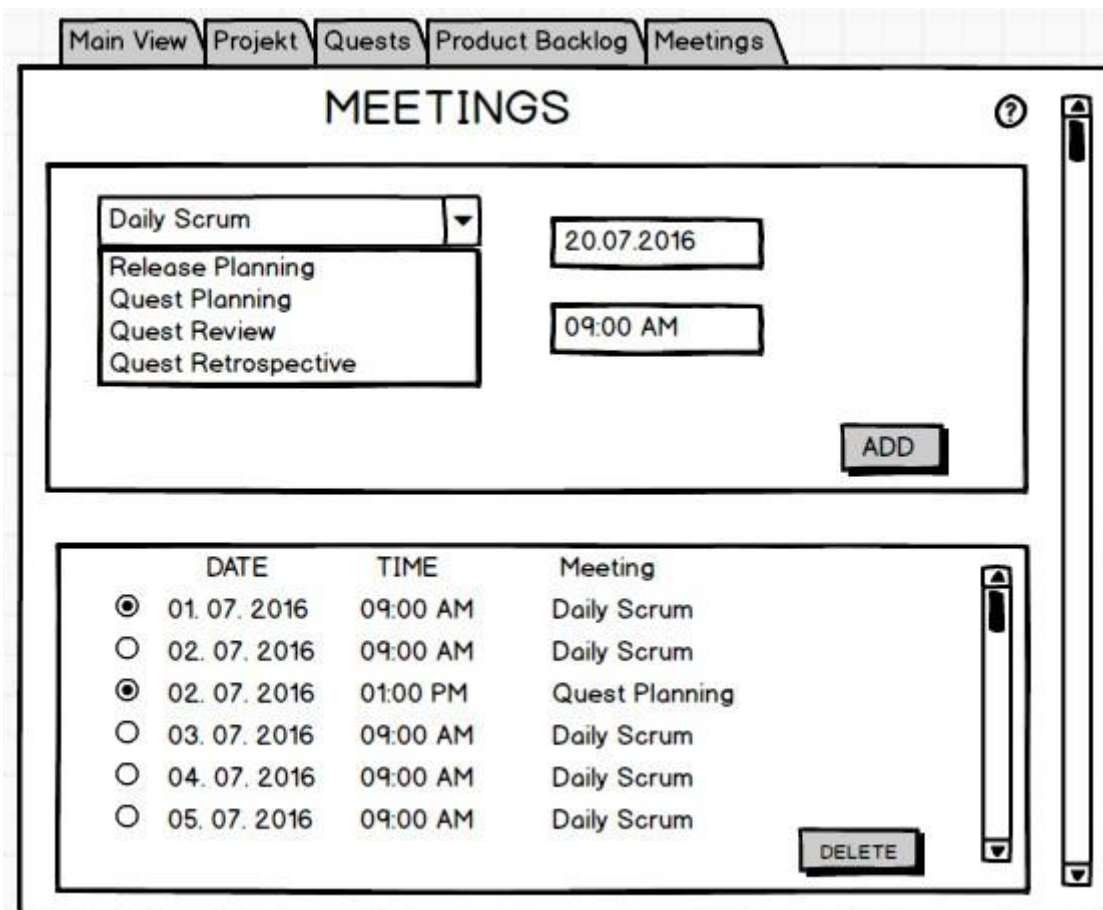 Main View Projekt Quests Product Backlog Meetings
MEETINGS
?
Daily Scrum
Release Planning
Quest Planning
Quest Review
Quest Retrospective
20.07.2016
09:00 AM
ADD
DATE TIME Meeting
01. 07. 2016 09:00 AM Daily Scrum
02. 07. 2016 09:00 AM Daily Scrum
02. 07. 2016 01:00 PM Quest Planning
03. 07. 2016 09:00 AM Daily Scrum
04. 07. 2016 09:00 AM Daily Scrum
05. 07. 2016 09:00 AM Daily Scrum
DELETE